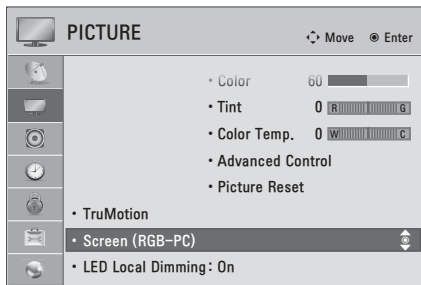 PICTURE Move Enter
• Color 60
• Tint 0 R G
• Color Temp. 0 W C
• Advanced Control
• Picture Reset
• TruMotion
• Screen (RGB-PC)
• LED Local Dimming: On